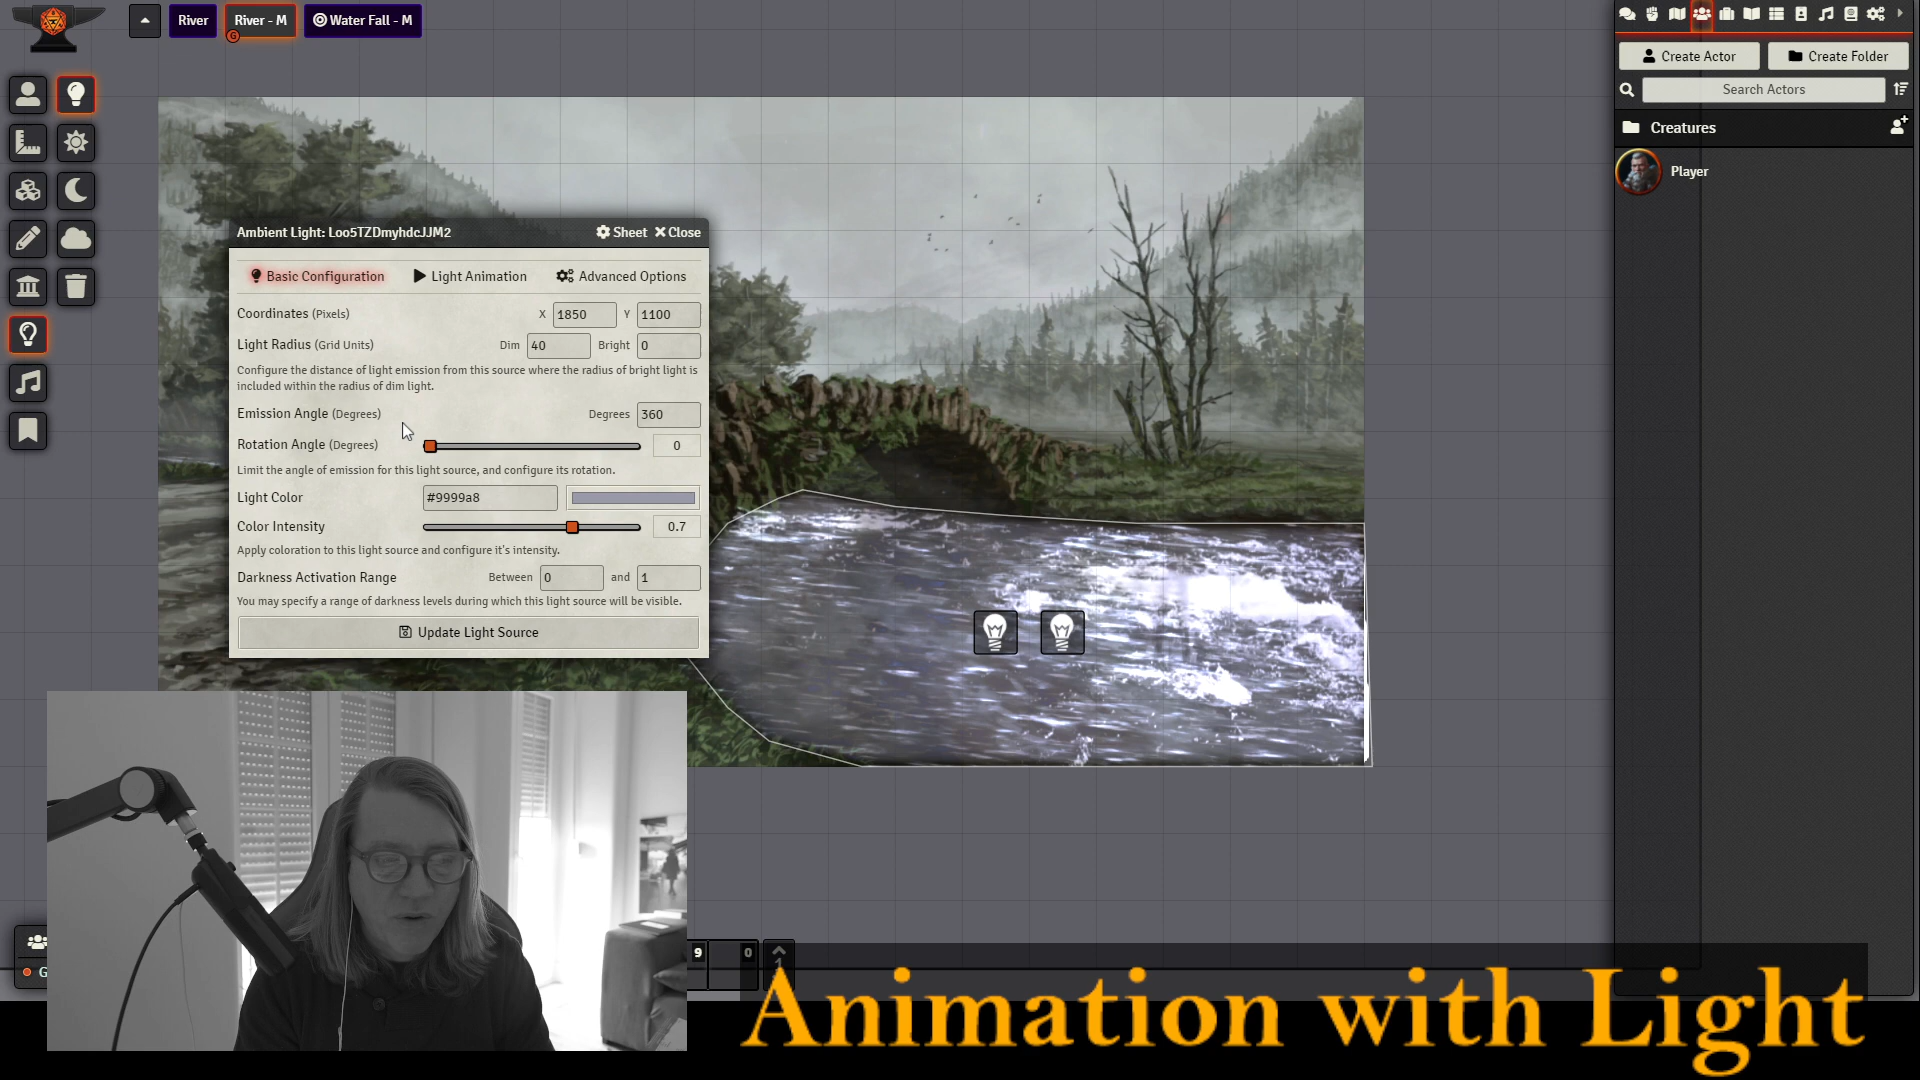 River
River - M
G
Water Fall - M
Create Actor
Create Folder
Search Actors
Creatures
Player
Ambient Light: Loo5TZDmyhdcJJM2
Sheet
Close
Basic Configuration
Light Animation
Advanced Options
Coordinates (Pixels)
X 1850 Y 1100
Light Radius (Grid Units)
Dim 40 Bright 0
Configure the distance of light emission from this source where the radius of bright light is
included within the radius of dim light.
Emission Angle (Degrees)
Degrees 360
Rotation Angle (Degrees)
0
Limit the angle of emission for this light source, and configure its rotation.
Light Color
#9999a8
Color Intensity
0.7
Apply coloration to this light source and configure it's intensity.
Darkness Activation Range
Between 0 and 1
You may specify a range of darkness levels during which this light source will be visible.
Update Light Source
G
9
0
1
Animation with Light